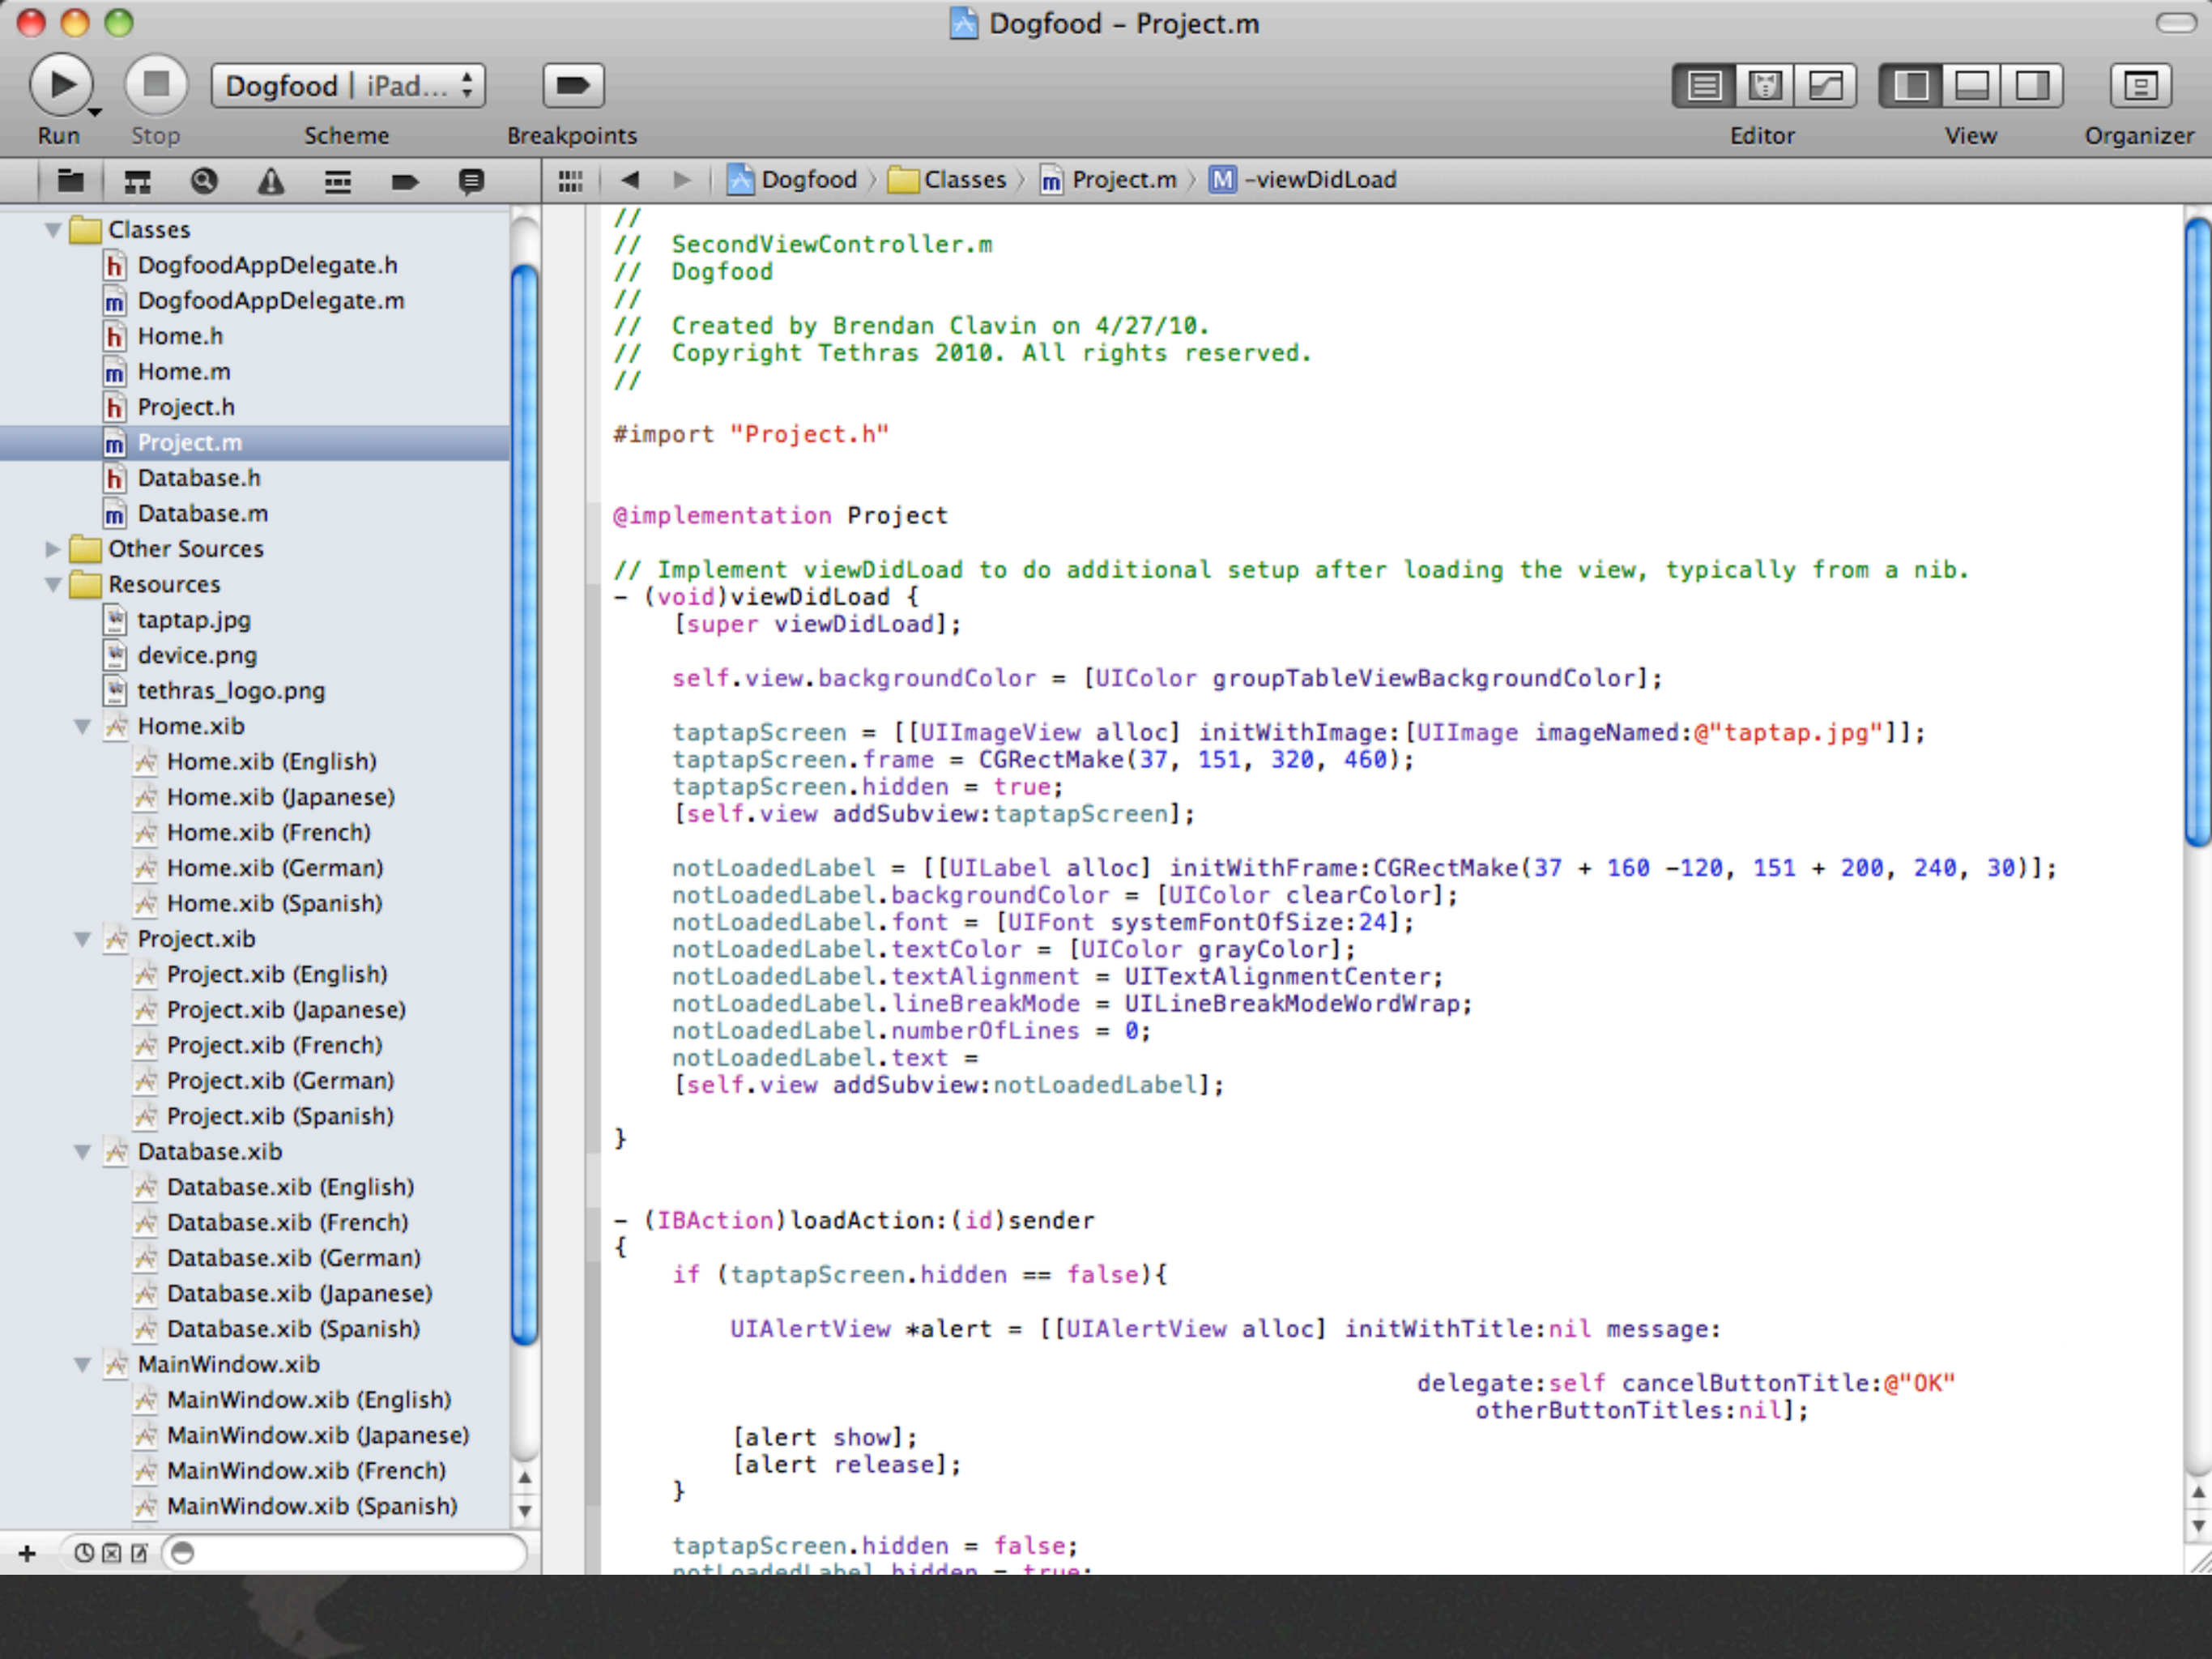 Dogfood – Project.m
Dogfood | iPad...
Run
Stop
Scheme
Breakpoints
Editor
View
Organizer
Dogfood
Classes
Project.m
M -viewDidLoad
Classes
h DogfoodAppDelegate.h
m DogfoodAppDelegate.m
h Home.h
m Home.m
h Project.h
m Project.m
h Database.h
m Database.m
Other Sources
Resources
taptap.jpg
device.png
tethras_logo.png
Home.xib
Home.xib (English)
Home.xib (Japanese)
Home.xib (French)
Home.xib (German)
Home.xib (Spanish)
Project.xib
Project.xib (English)
Project.xib (Japanese)
Project.xib (French)
Project.xib (German)
Project.xib (Spanish)
Database.xib
Database.xib (English)
Database.xib (French)
Database.xib (German)
Database.xib (Japanese)
Database.xib (Spanish)
MainWindow.xib
MainWindow.xib (English)
MainWindow.xib (Japanese)
MainWindow.xib (French)
MainWindow.xib (Spanish)
//
//  SecondViewController.m
//  Dogfood
//
//  Created by Brendan Clavin on 4/27/10.
//  Copyright Tethras 2010. All rights reserved.
//
#import "Project.h"
@implementation Project
// Implement viewDidLoad to do additional setup after loading the view, typically from a nib.
- (void)viewDidLoad {
[super viewDidLoad];
self.view.backgroundColor = [UIColor groupTableViewBackgroundColor];
taptapScreen = [[UIImageView alloc] initWithImage:[UIImage imageNamed:@"taptap.jpg"]];
taptapScreen.frame = CGRectMake(37, 151, 320, 460);
taptapScreen.hidden = true;
[self.view addSubview:taptapScreen];
notLoadedLabel = [[UILabel alloc] initWithFrame:CGRectMake(37 + 160 -120, 151 + 200, 240, 30)];
notLoadedLabel.backgroundColor = [UIColor clearColor];
notLoadedLabel.font = [UIFont systemFontOfSize:24];
notLoadedLabel.textColor = [UIColor grayColor];
notLoadedLabel.textAlignment = UITextAlignmentCenter;
notLoadedLabel.lineBreakMode = UILineBreakModeWordWrap;
notLoadedLabel.numberOfLines = 0;
notLoadedLabel.text =
[self.view addSubview:notLoadedLabel];
}
- (IBAction)loadAction:(id)sender
{
if (taptapScreen.hidden == false){
UIAlertView *alert = [[UIAlertView alloc] initWithTitle:nil message:
delegate:self cancelButtonTitle:@"OK"
otherButtonTitles:nil];
[alert show];
[alert release];
}
taptapScreen.hidden = false;
notLoadedLabel.hidden = true;